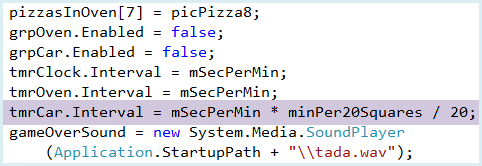 pizzasInOven[7] = picPizza8;
grpOven.Enabled = false;
grpCar.Enabled = false;
tmrClock.Interval = mSecPerMin;
tmrOven.Interval = mSecPerMin;
tmrCar.Interval = mSecPerMin * minPer20Squares / 20;
gameOverSound = new System.Media.SoundPlayer
(Application.StartupPath + "\\tada.wav");